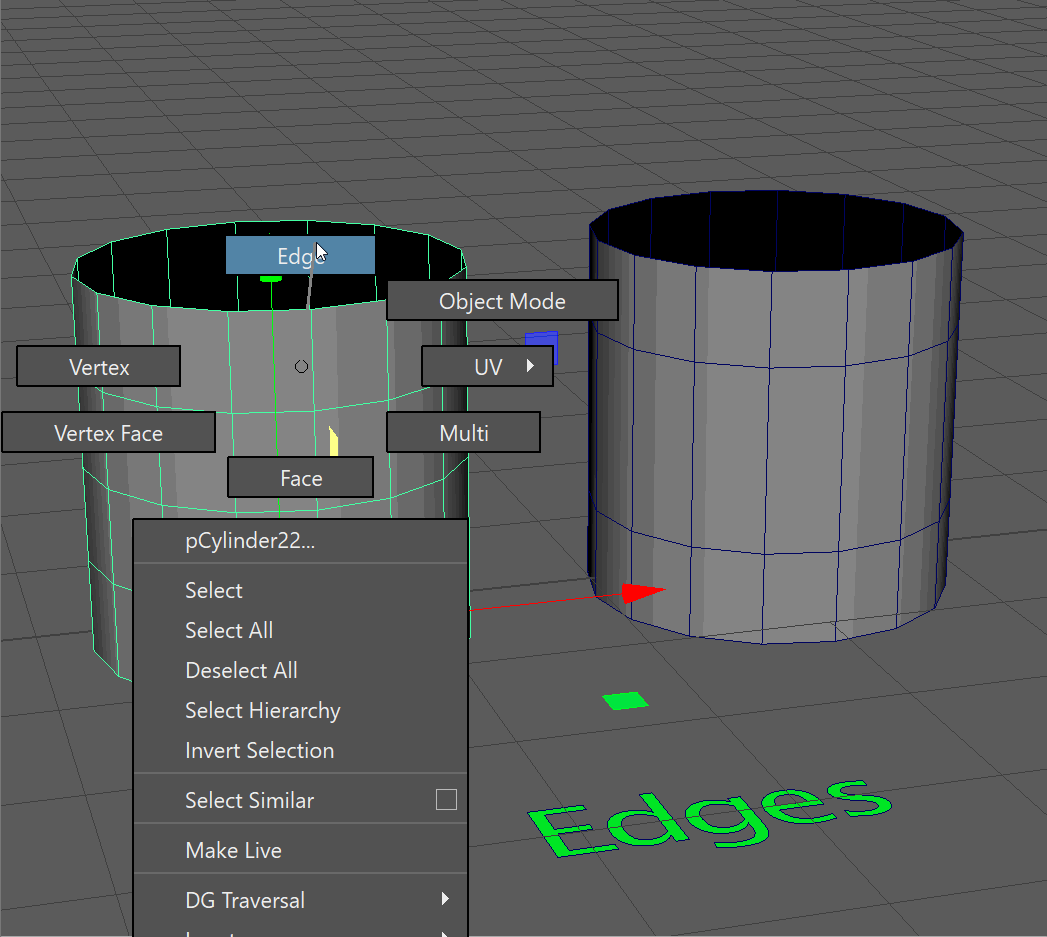 Edge
Object Mode
Vertex
UV
Vertex Face
Multi
Face
pCylinder22...
Select
Select All
Deselect All
Select Hierarchy
Invert Selection
Select Similar
Make Live
DG Traversal
Edges